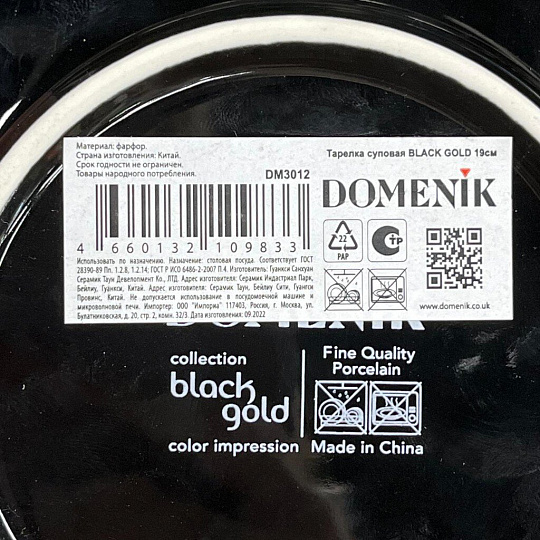 Материал: фарфор.
Страна изготовления: Китай.
Срок годности не ограничен.
Товары народного потребления.
DM3012
4 660132 109833
Использовать по назначению. Назначение: столовая посуда. Соответствует ГОСТ
28390-89 Пп. 1.2.8, 1.2.14; ГОСТ Р ИСО 6486-2-2007 П.4. Изготовитель: Гуанкси Санхуан
Серамик Таун Девелопмент Ко., ЛТД. Адрес изготовителя: Серамик Индастриал Парк,
Бейлиу, Гуанкси, Китай. Адрес изготовителя: Серамик Таун, Бейлиу Сити, Гуангси
Провинс, Китай. Не допускается использование в посудомоечной машине и
микроволновой печи. Импортер: ООО "Имлориа" 117403, Россия, г. Москва, ул.
Булатниковская, д. 20, стр. 2, комн. 32/3. Дата изготовления: 09.2022
Тарелка суповая BLACK GOLD 19см
DOMENIK
22
PAP
www.domenik.co.uk
DOMENIK
collection
black
gold
color impression
Fine Quality
Porcelain
Made in China